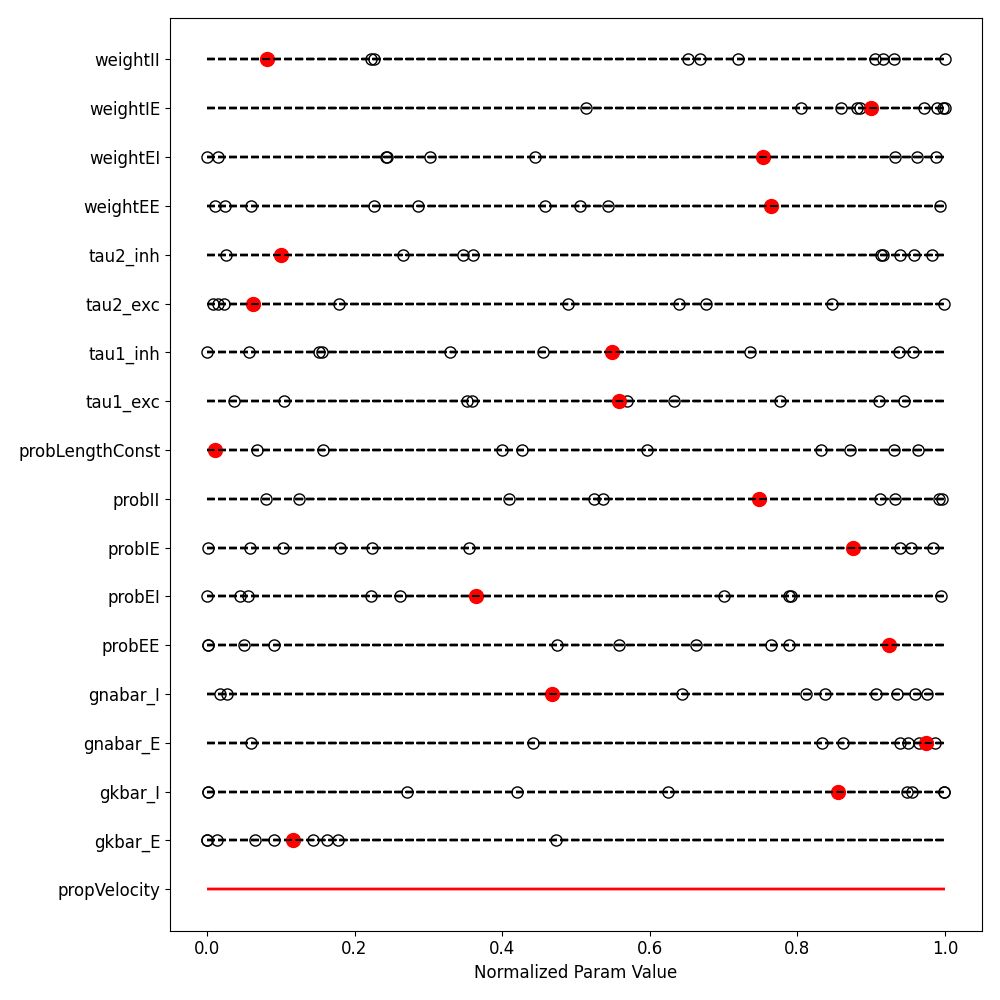 weightII
weightIE
weightEI
weightEE
tau2_inh
tau2_exc
tau1_inh
tau1_exc
probLengthConst
probII
probIE
probEI
probEE
gnabar_I
gnabar_E
gkbar_I
gkbar_E
propVelocity
0.0 0.2 0.4 0.6 0.8 1.0
Normalized Param Value